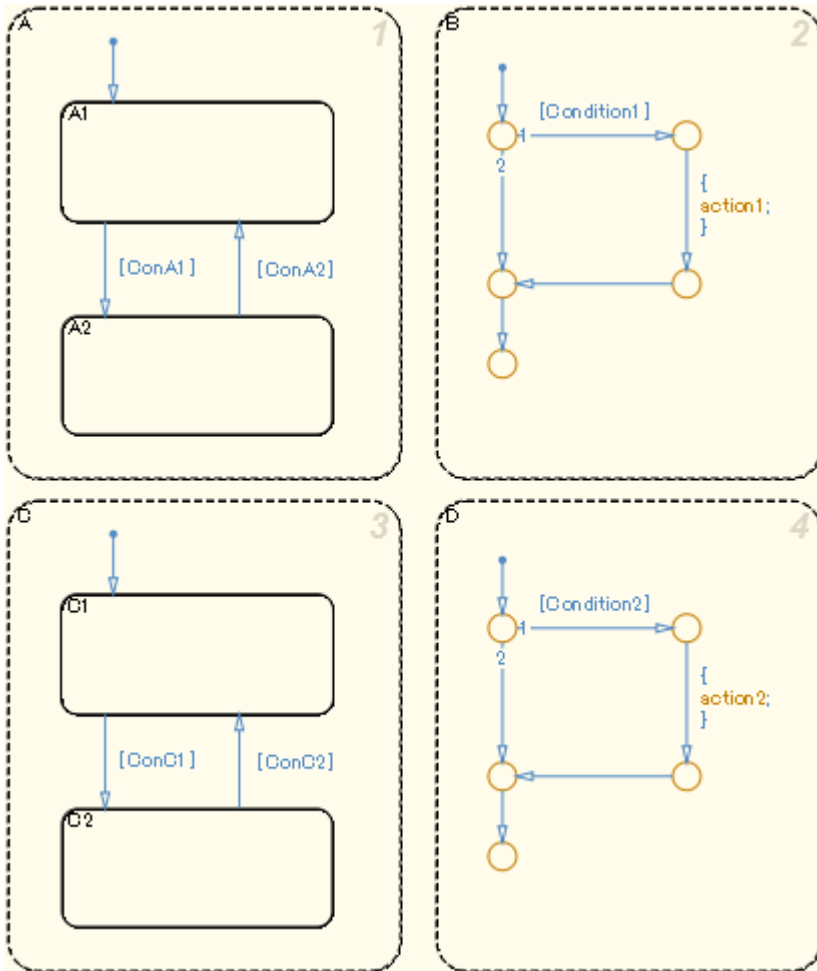 A
1
A1
[ConA1]
[ConA2]
A2
B
2
[Condition1]
1
2
{
action1;
}
C
3
C1
[ConC1]
[ConC2]
C2
D
4
[Condition2]
1
2
{
action2;
}